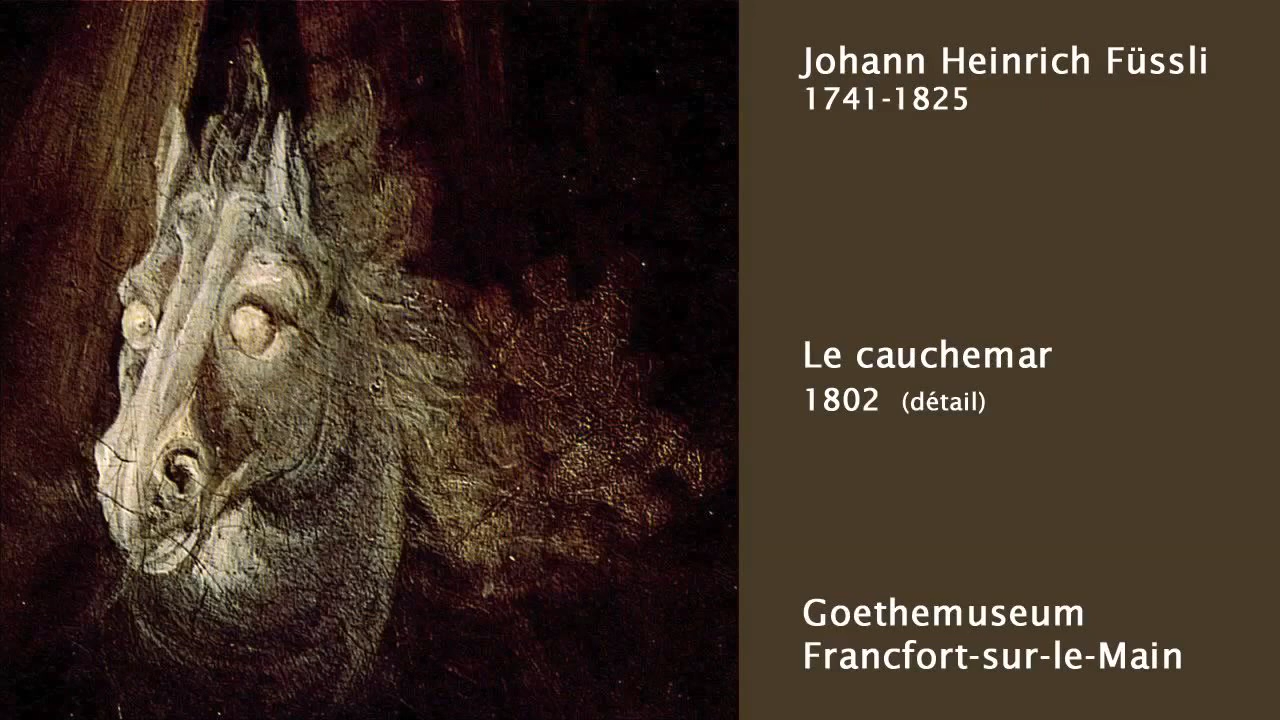 Johann Heinrich Füssli
1741-1825
Le cauchemar
1802 (détail)
Goethemuseum
Francfort-sur-le-Main